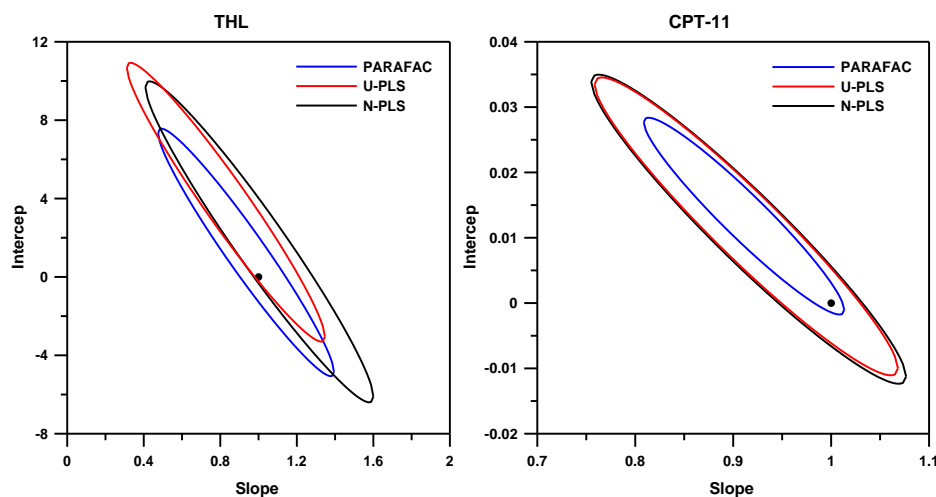 THL
12
8
4
0
-4
-8
0
0.4
0.8
1.2
1.6
2
Intercep
Slope
PARAFAC
U-PLS
N-PLS
CPT-11
0.04
0.03
0.02
0.01
0
-0.01
-0.02
0.7
0.8
0.9
1
1.1
Intercep
Slope
PARAFAC
U-PLS
N-PLS